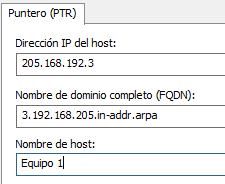 Puntero (PTR)
Dirección IP del host:
205.168.192.3
Nombre de dominio completo (FQDN):
3.192.168.205.in-addr.arpa
Nombre de host:
Equipo 1